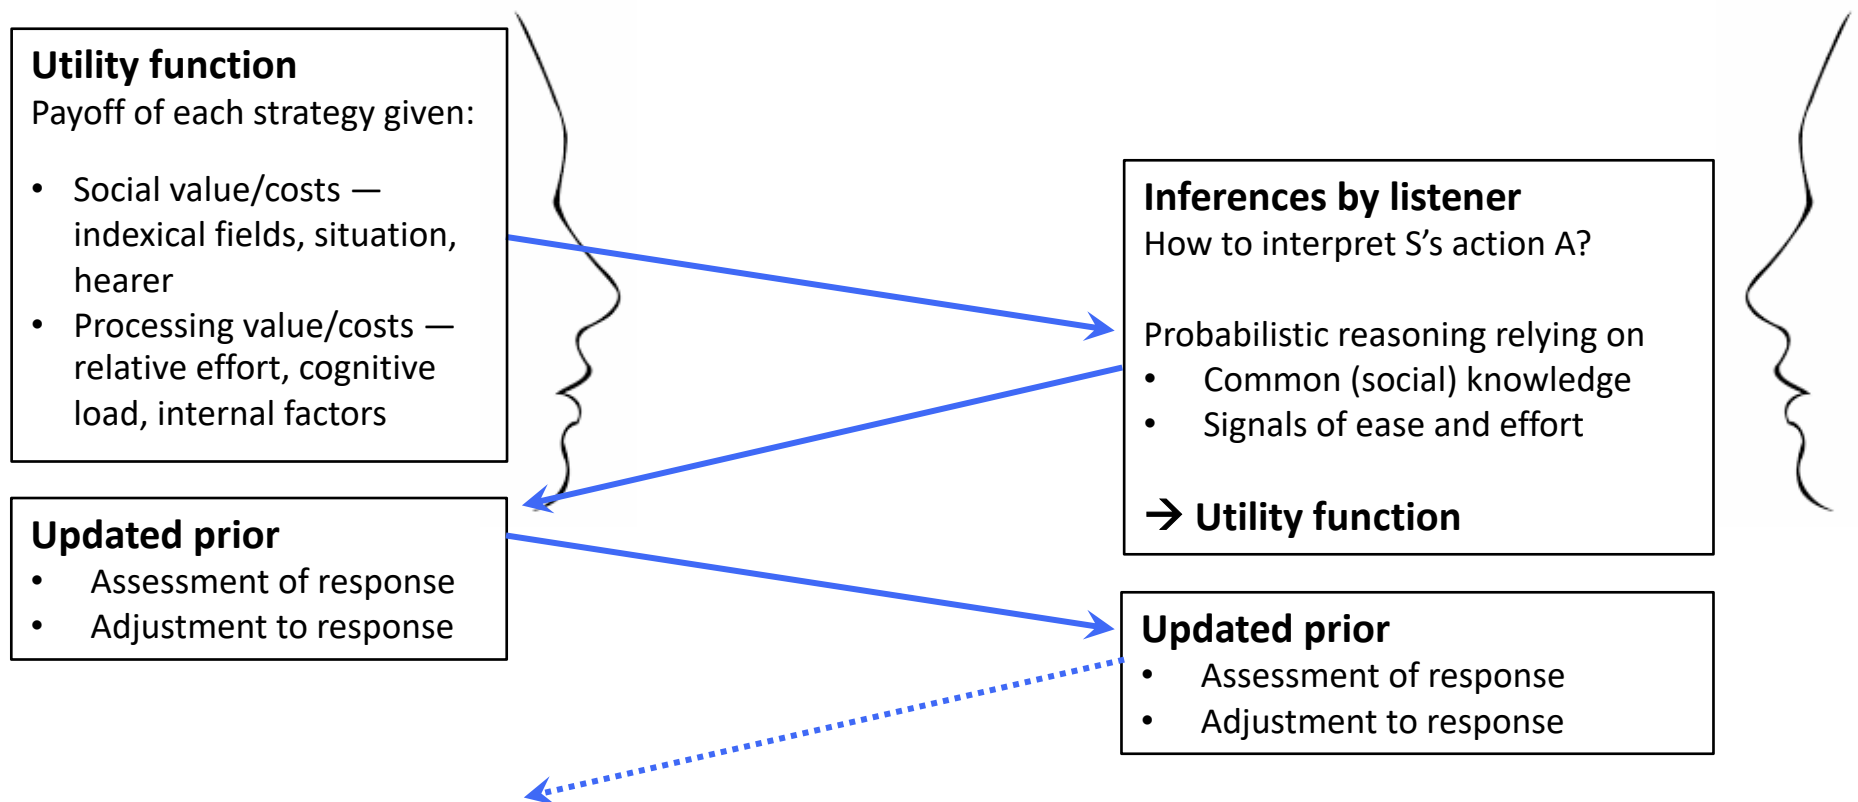 Utility function
Payoff of each strategy given:
• Social value/costs —
indexical fields, situation,
hearer
• Processing value/costs —
relative effort, cognitive
load, internal factors
Updated prior
• Assessment of response
• Adjustment to response
Inferences by listener
How to interpret S’s action A?
Probabilistic reasoning relying on
• Common (social) knowledge
• Signals of ease and effort
→ Utility function
Updated prior
• Assessment of response
• Adjustment to response